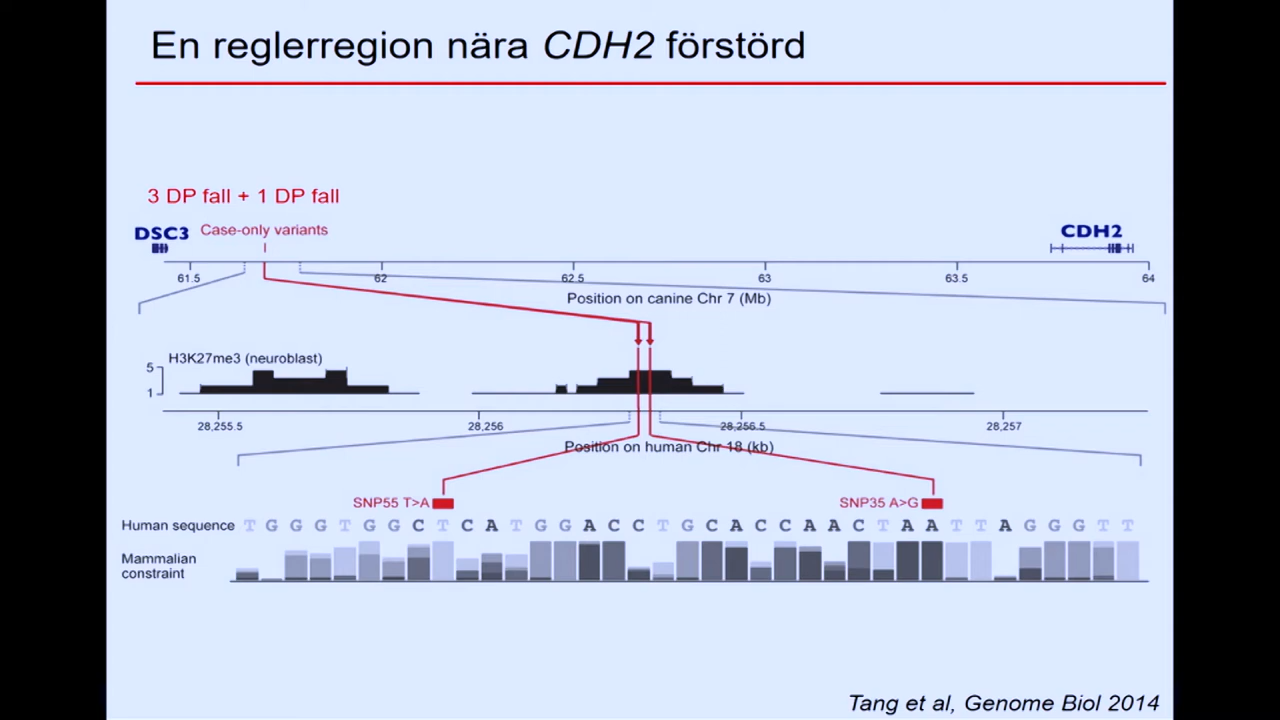 En reglerregion nära CDH2 förstörd
3 DP fall + 1 DP fall
DSC3
Case-only variants
CDH2
61.5 62 62.5 63 63.5 64
Position on canine Chr 7 (Mb)
H3K27me3 (neuroblast)
5
1
28,255.5 28,256 28,256.5 28,257
Position on human Chr 18 (kb)
SNP55 T>A SNP35 A>G
Human sequence T G G G T G G C T C A T G G A C C T G C A C C A A C T A A T T A G G G T T
Mammalian
constraint
Tang et al, Genome Biol 2014